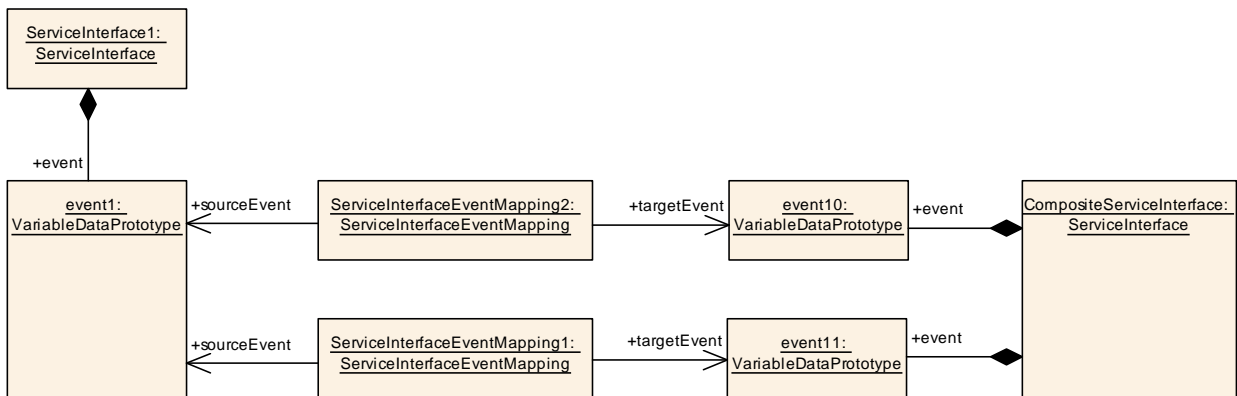 ServiceInterface1:
ServiceInterface
+event
event1:
VariableDataPrototype
+sourceEvent
ServiceInterfaceEventMapping2:
ServiceInterfaceEventMapping
+targetEvent
event10:
VariableDataPrototype
+event
CompositeServiceInterface:
ServiceInterface
+sourceEvent
ServiceInterfaceEventMapping1:
ServiceInterfaceEventMapping
+targetEvent
event11:
VariableDataPrototype
+event